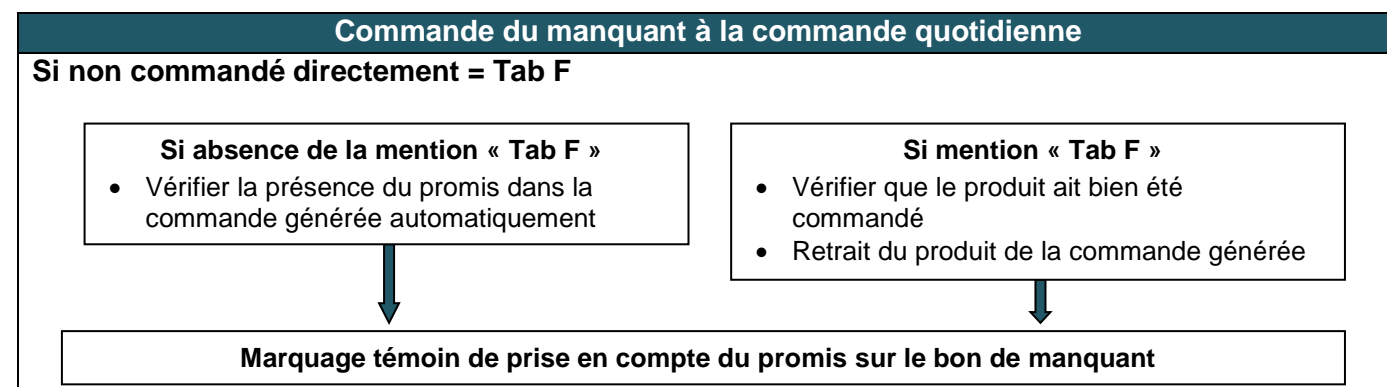 Commande du manquant à la commande quotidienne
Si non commandé directement = Tab F
Si absence de la mention « Tab F »
• Vérifier la présence du promis dans la
commande générée automatiquement
Si mention « Tab F »
• Vérifier que le produit ait bien été
commandé
• Retrait du produit de la commande générée
Marquage témoin de prise en compte du promis sur le bon de manquant